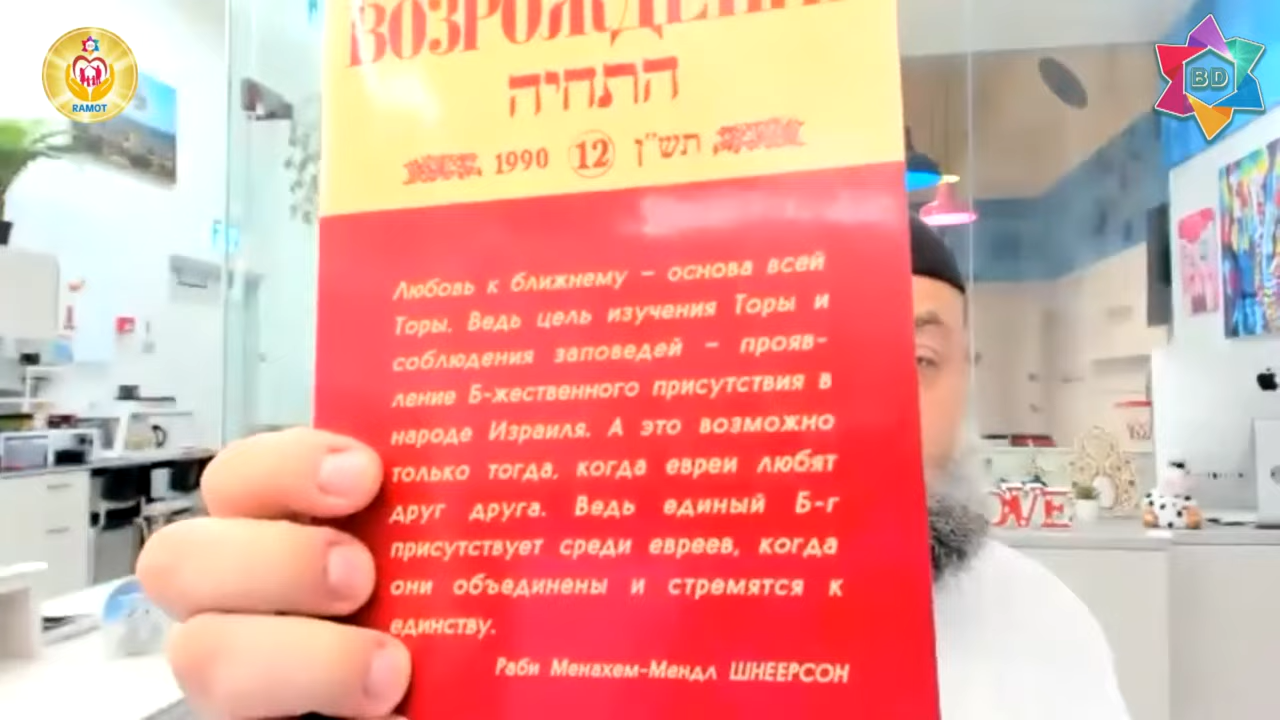 RAMOT
BD
ВОЗРОЖДЕНИЕ
התחיה
1990 12 תש"ן
Любовь к ближнему – основа всей
Торы. Ведь цель изучения Торы и
соблюдения заповедей – прояв-
ление Б-жественного присутствия в
народе Израиля. А это возможно
только тогда, когда евреи любят
друг друга. Ведь единый Б-г
присутствует среди евреев, когда
они объединены и стремятся к
единству.
Раби Менахем-Мендл ШНЕЕРСОН
OVE